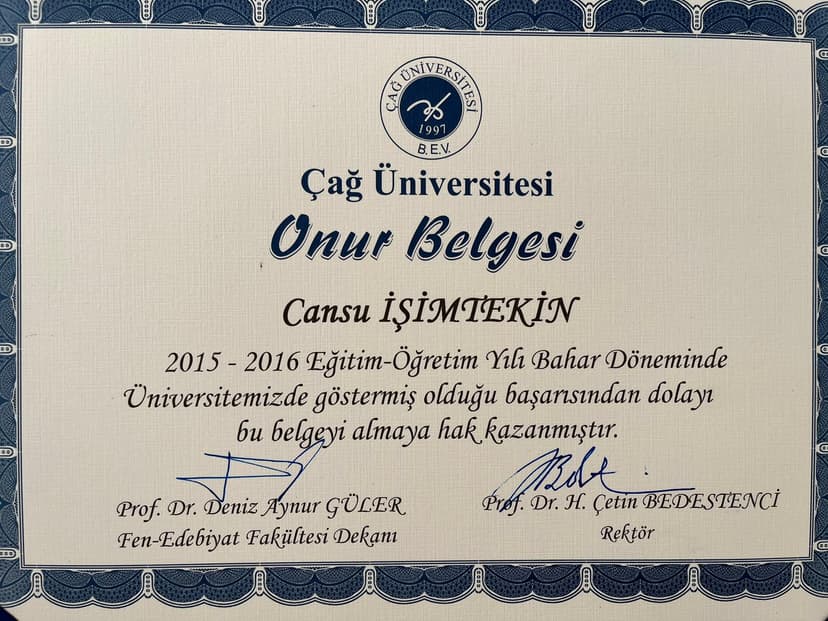 ÇAĞ ÜNİVERSİTESİ
1997
B.E.V.
Çağ Üniversitesi
Onur Belgesi
Cansu İŞİMTEKİN
2015 - 2016 Eğitim-Öğretim Yılı Bahar Döneminde
Üniversitemizde göstermiş olduğu başarısından dolayı
bu belgeyi almaya hak kazanmıştır.
Prof. Dr. Deniz Aynur GÜLER
Fen-Edebiyat Fakültesi Dekanı
Prof. Dr. H. Çetin BEDESTENCİ
Rektör